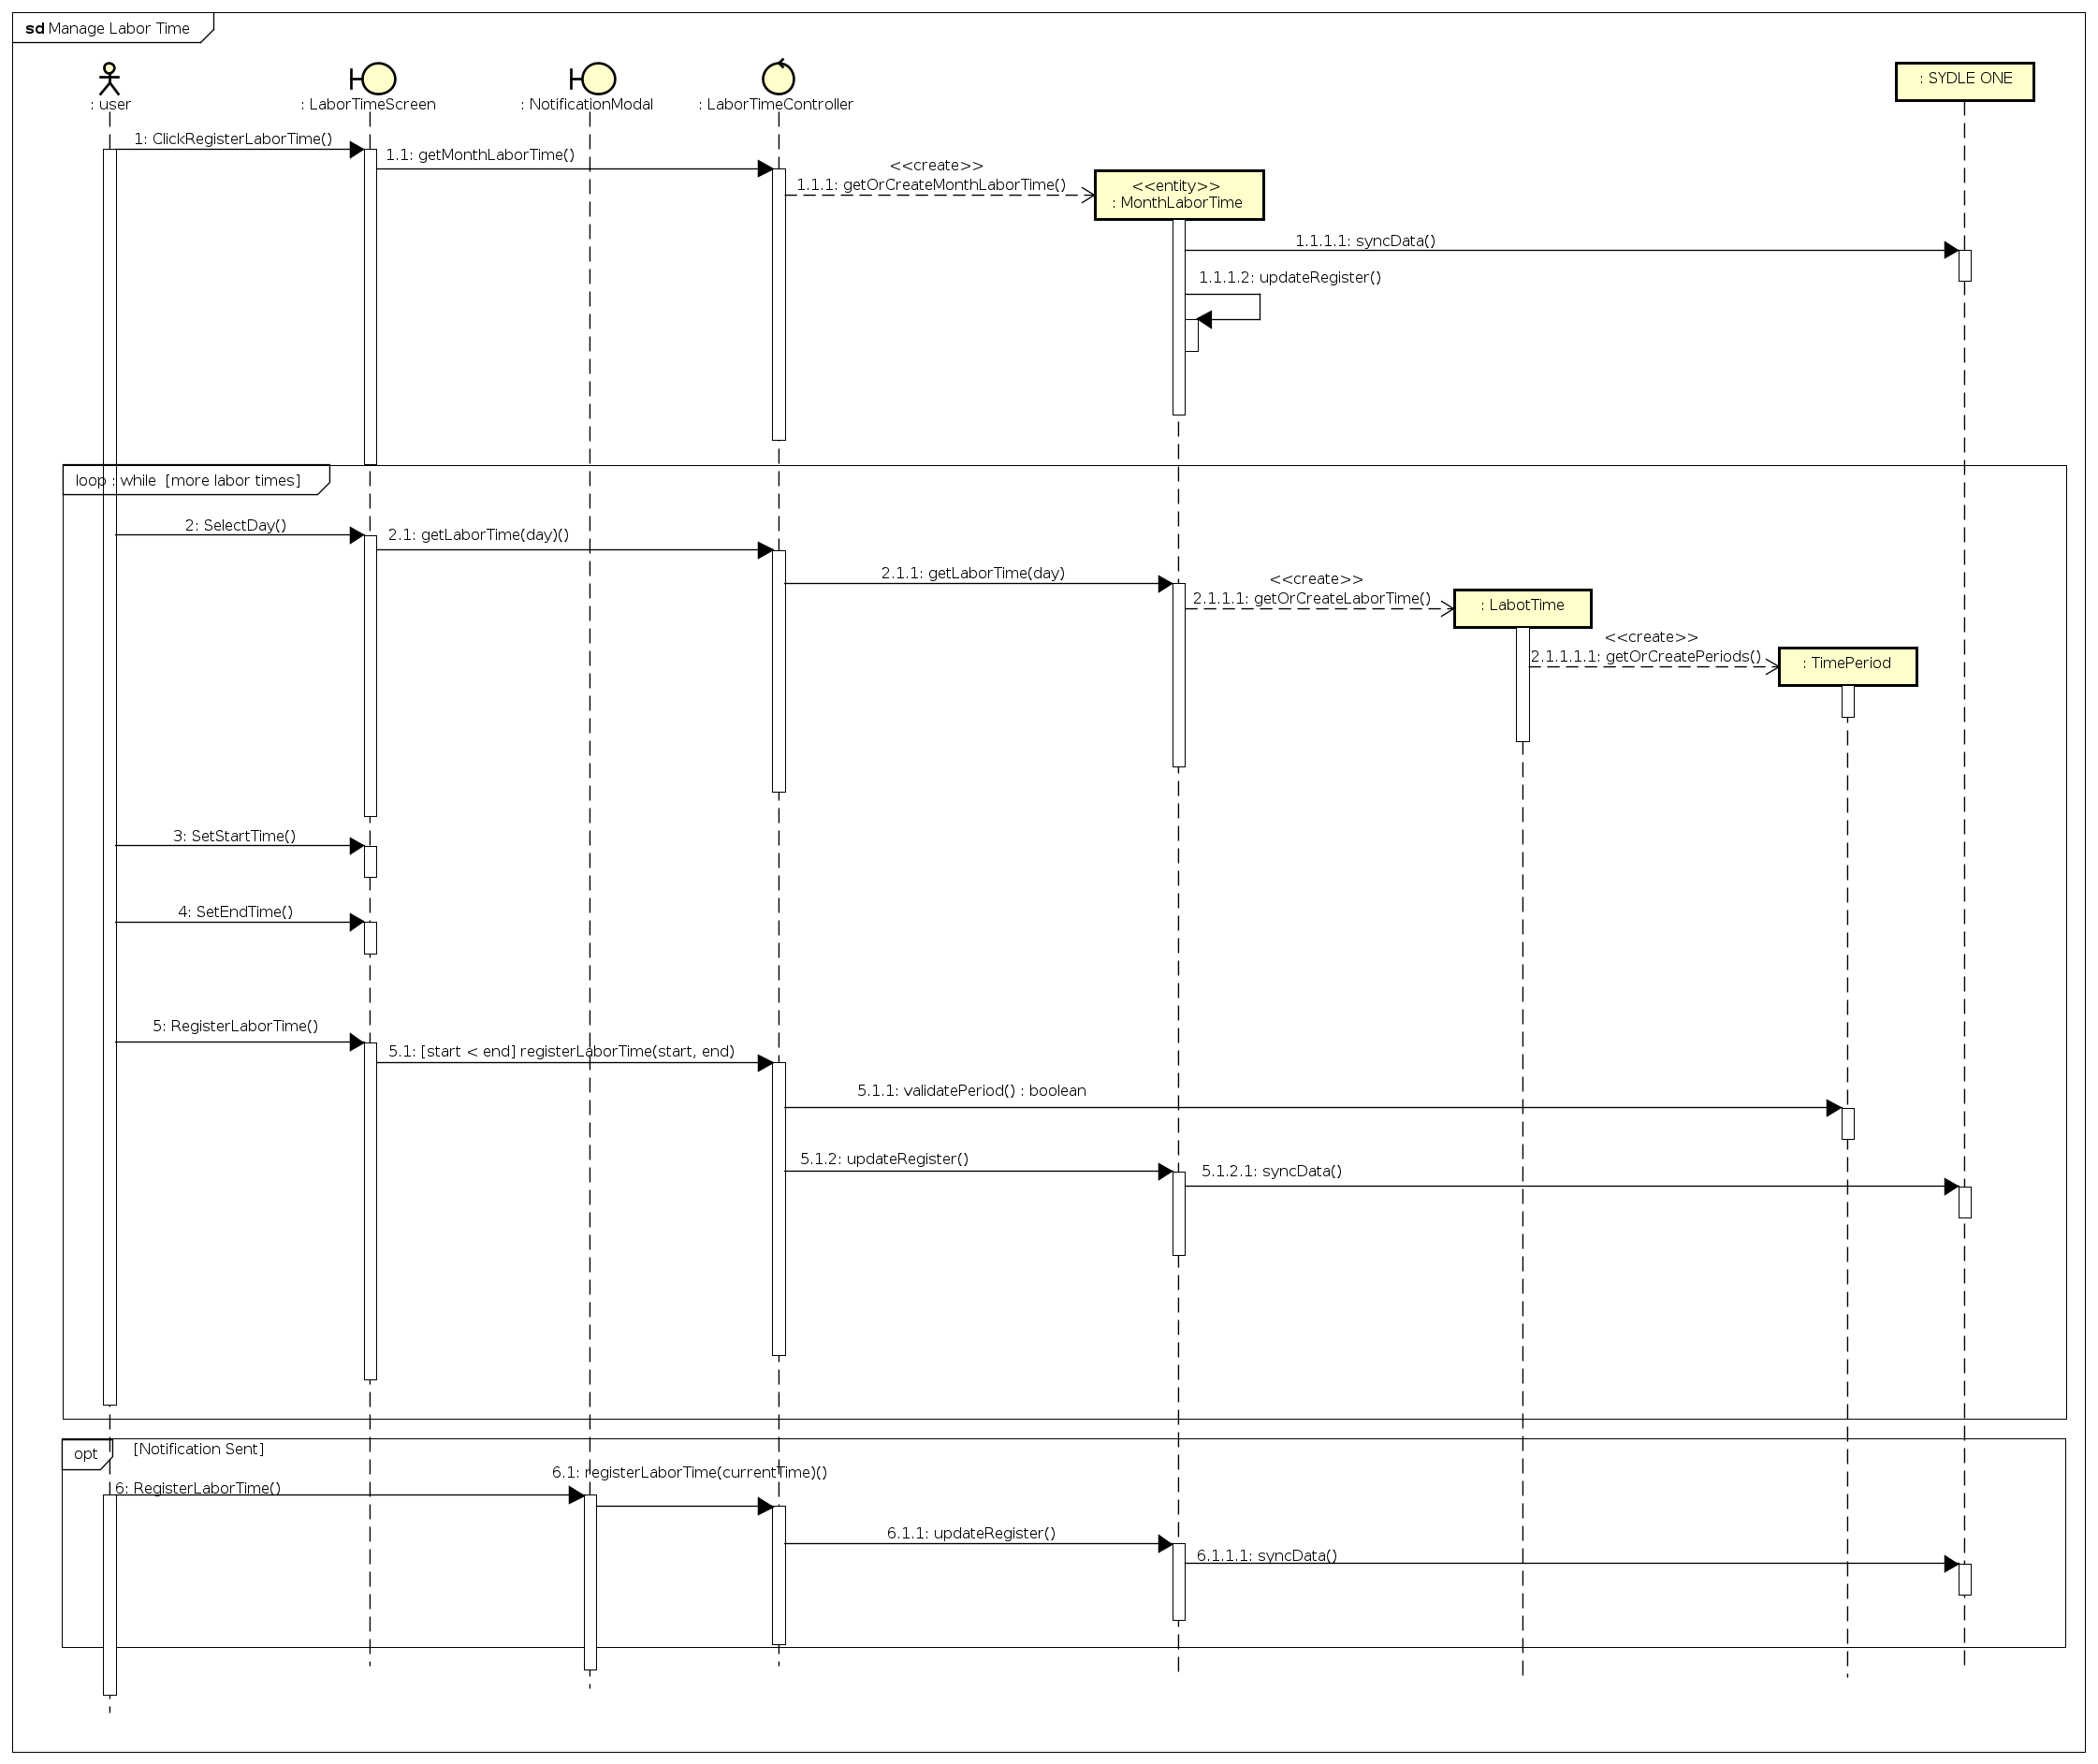 sd Manage Labor Time
: user
: LaborTimeScreen
: NotificationModal
: LaborTimeController
: SYDLE ONE
1: ClickRegisterLaborTime()
1.1: getMonthLaborTime()
<<create>>
1.1.1: getOrCreateMonthLaborTime()
<<entity>>
: MonthLaborTime
1.1.1.1: syncData()
1.1.1.2: updateRegister()
loop : while [more labor times]
2: SelectDay()
2.1: getLaborTime(day)()
2.1.1: getLaborTime(day)
<<create>>
2.1.1.1: getOrCreateLaborTime()
: LabotTime
<<create>>
2.1.1.1.1: getOrCreatePeriods()
: TimePeriod
3: SetStartTime()
4: SetEndTime()
5: RegisterLaborTime()
5.1: [start < end] registerLaborTime(start, end)
5.1.1: validatePeriod() : boolean
5.1.2: updateRegister()
5.1.2.1: syncData()
opt
[Notification Sent]
6: RegisterLaborTime()
6.1: registerLaborTime(currentTime)()
6.1.1: updateRegister()
6.1.1.1: syncData()